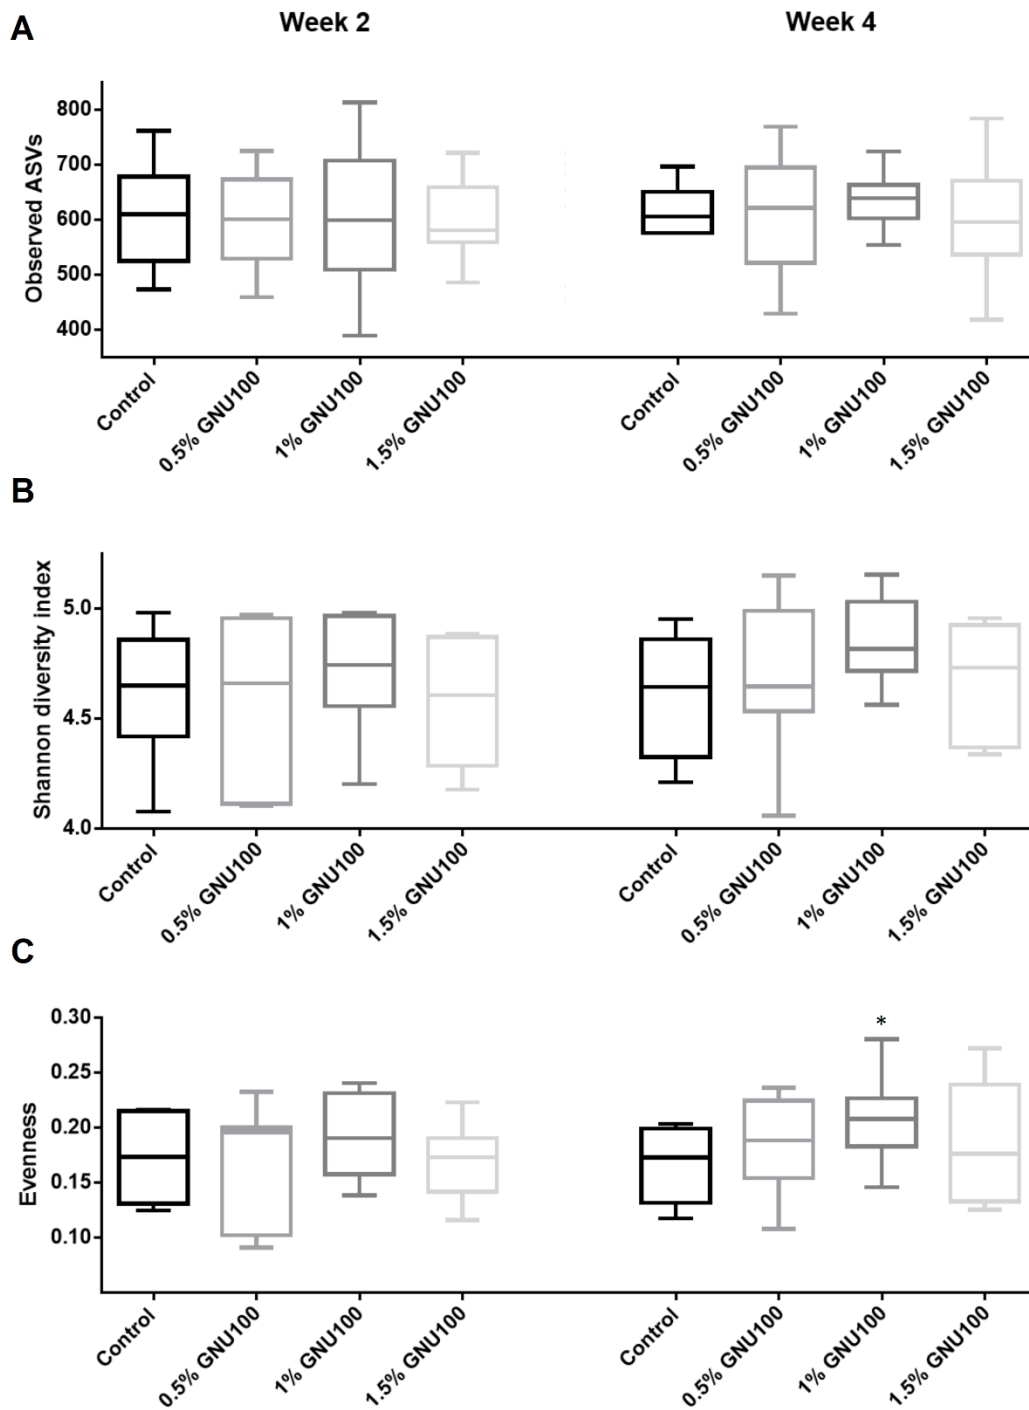 A
Week 2
Week 4
Observed ASVs
800
700
600
500
400
Control
0.5% GNU100
1% GNU100
1.5% GNU100
Control
0.5% GNU100
1% GNU100
1.5% GNU100
B
Shannon diversity index
5.0
4.5
4.0
Control
0.5% GNU100
1% GNU100
1.5% GNU100
Control
0.5% GNU100
1% GNU100
1.5% GNU100
C
Evenness
0.30
0.25
0.20
0.15
0.10
*
Control
0.5% GNU100
1% GNU100
1.5% GNU100
Control
0.5% GNU100
1% GNU100
1.5% GNU100